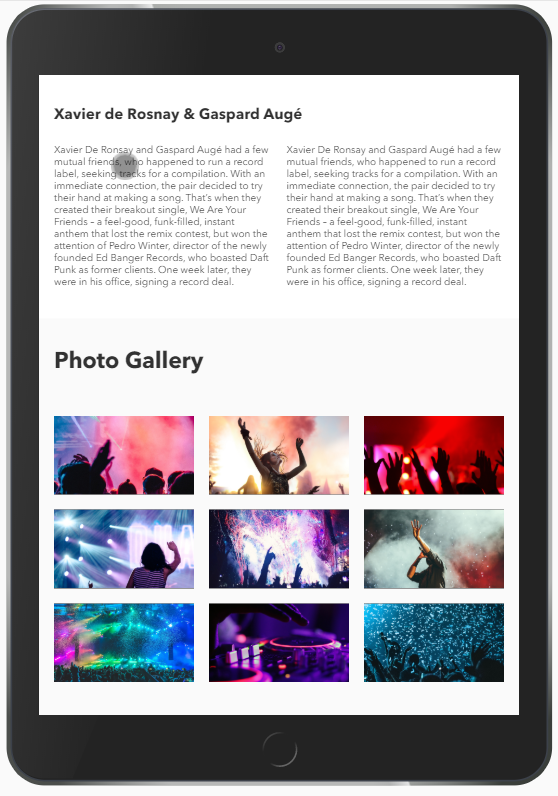 Xavier de Rosnay & Gaspard Augé
Xavier De Ronsay and Gaspard Augé had a few
mutual friends, who happened to run a record
label, seeking tracks for a compilation. With an
immediate connection, the pair decided to try
their hand at making a song. That's when they
created their breakout single, We Are Your
Friends – a feel-good, funk-filled, instant
anthem that lost the remix contest, but won the
attention of Pedro Winter, director of the newly
founded Ed Banger Records, who boasted Daft
Punk as former clients. One week later, they
were in his office, signing a record deal.
Xavier De Ronsay and Gaspard Augé had a few
mutual friends, who happened to run a record
label, seeking tracks for a compilation. With an
immediate connection, the pair decided to try
their hand at making a song. That's when they
created their breakout single, We Are Your
Friends – a feel-good, funk-filled, instant
anthem that lost the remix contest, but won the
attention of Pedro Winter, director of the newly
founded Ed Banger Records, who boasted Daft
Punk as former clients. One week later, they
were in his office, signing a record deal.
Photo Gallery